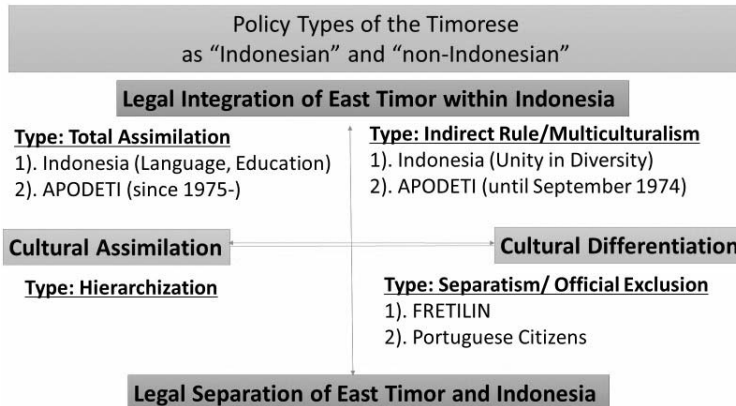 Policy Types of the Timorese
as “Indonesian” and “non-Indonesian”
Legal Integration of East Timor within Indonesia
Type: Total Assimilation
1). Indonesia (Language, Education)
2). APODETI (since 1975-)
Type: Indirect Rule/Multiculturalism
1). Indonesia (Unity in Diversity)
2). APODETI (until September 1974)
Cultural Assimilation
Cultural Differentiation
Type: Hierarchization
Type: Separatism/ Official Exclusion
1). FRETILIN
2). Portuguese Citizens
Legal Separation of East Timor and Indonesia